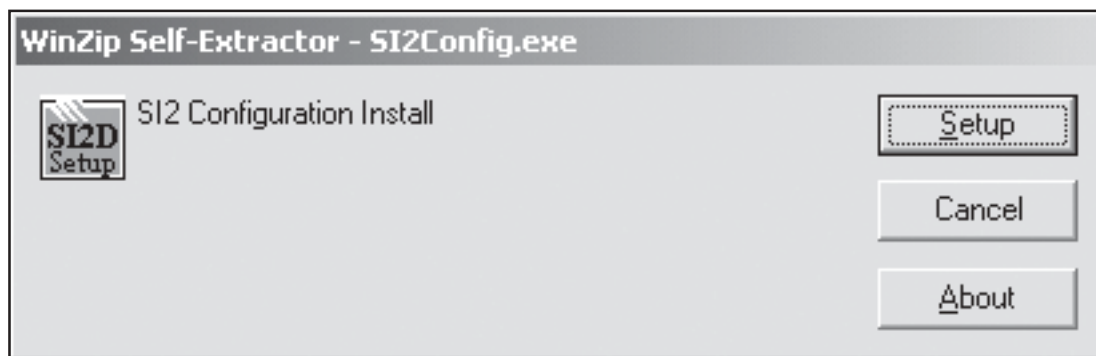 WinZip Self-Extractor - SI2Config.exe
SI2D
Setup
SI2 Configuration Install
Setup
Cancel
About